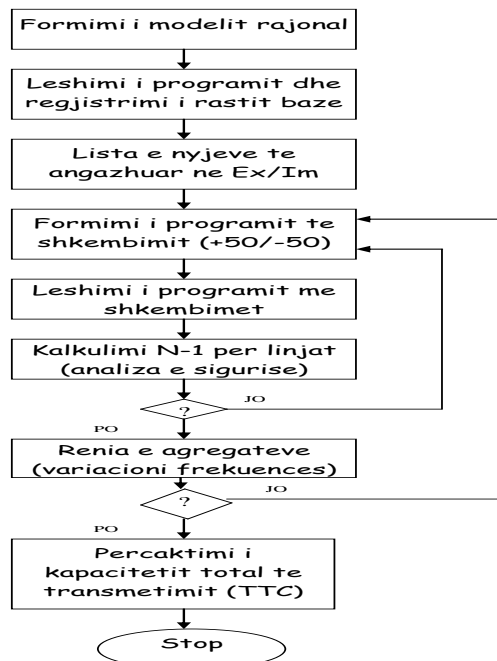 Formimi i modelit rajonal
Leshimi i programit dhe
regjistrimi i rastit baze
Lista e nyjeve te
angazhuar ne Ex/Im
Formimi i programit te
shkembimit (+50/-50)
Leshimi i programit me
shkembimet
Kalkulimi N-1 per linjat
(analiza e sigurise)
?
JO
PO
Renia e agregateve
(variacioni frekuences)
?
JO
PO
Percaktimi i
kapacitetit total te
transmetimit (TTC)
Stop